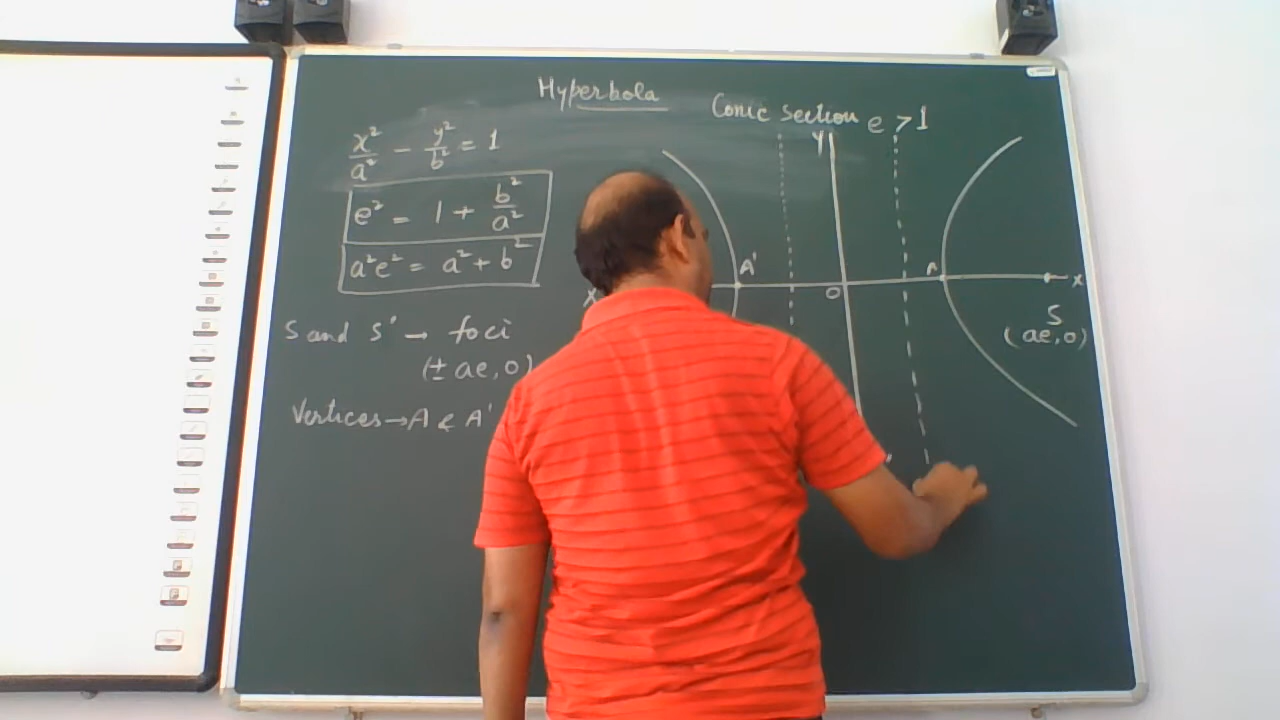 Hyperbola
Conic Section e > 1
x²/a² - y²/b² = 1
e² = 1 + b²/a²
a²e² = a² + b²
S and S' → foci
(± ae, 0)
Vertices → A & A'
Y
A'
O
A
X
X
S
(ae, 0)